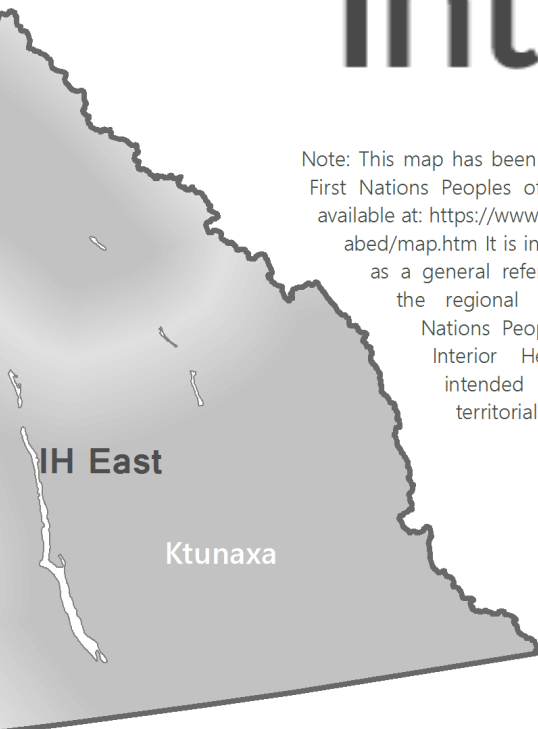 Note: This map has been
First Nations Peoples of
available at: https://www
abed/map.htm It is in
as a general refer
the regional
Nations Peop
Interior He
intended
territorial
IH East
Ktunaxa